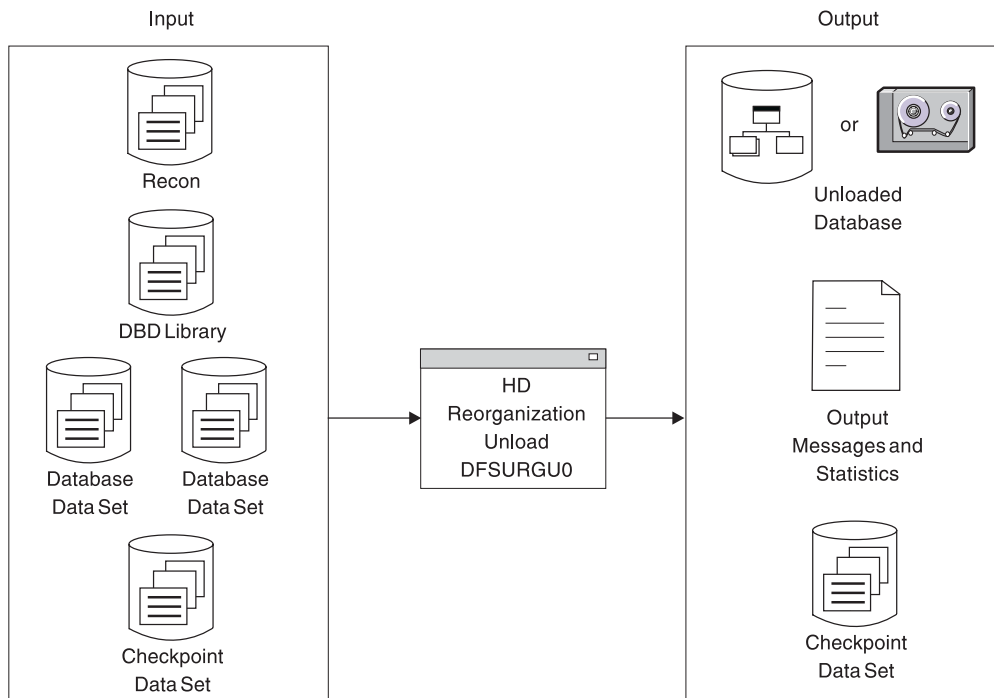 Input
Recon
DBD Library
Database
Data Set
Database
Data Set
Checkpoint
Data Set
HD
Reorganization
Unload
DFSURGU0
Output
or
Unloaded
Database
Output
Messages and
Statistics
Checkpoint
Data Set